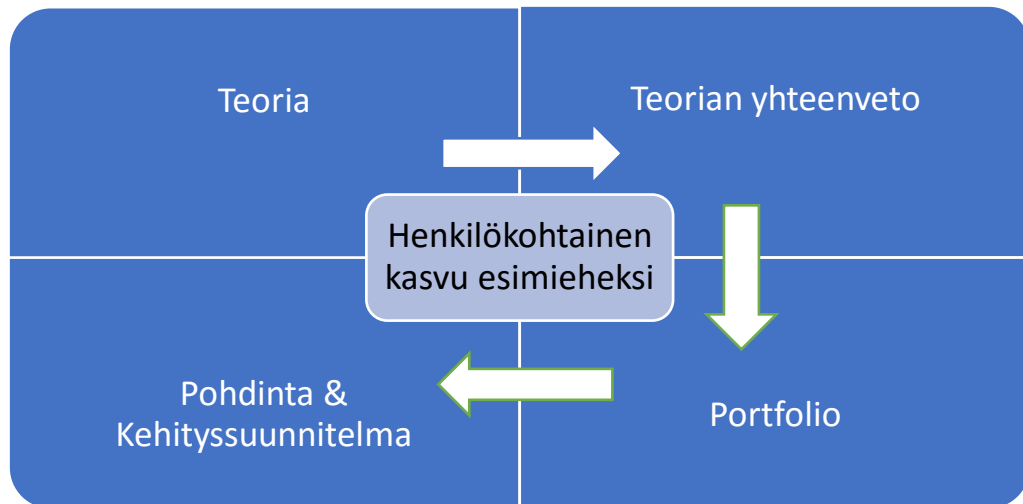 Teoria
Teorian yhteenveto
Henkilökohtainen
kasvu esimieheksi
Pohdinta &
Kehityssuunnitelma
Portfolio